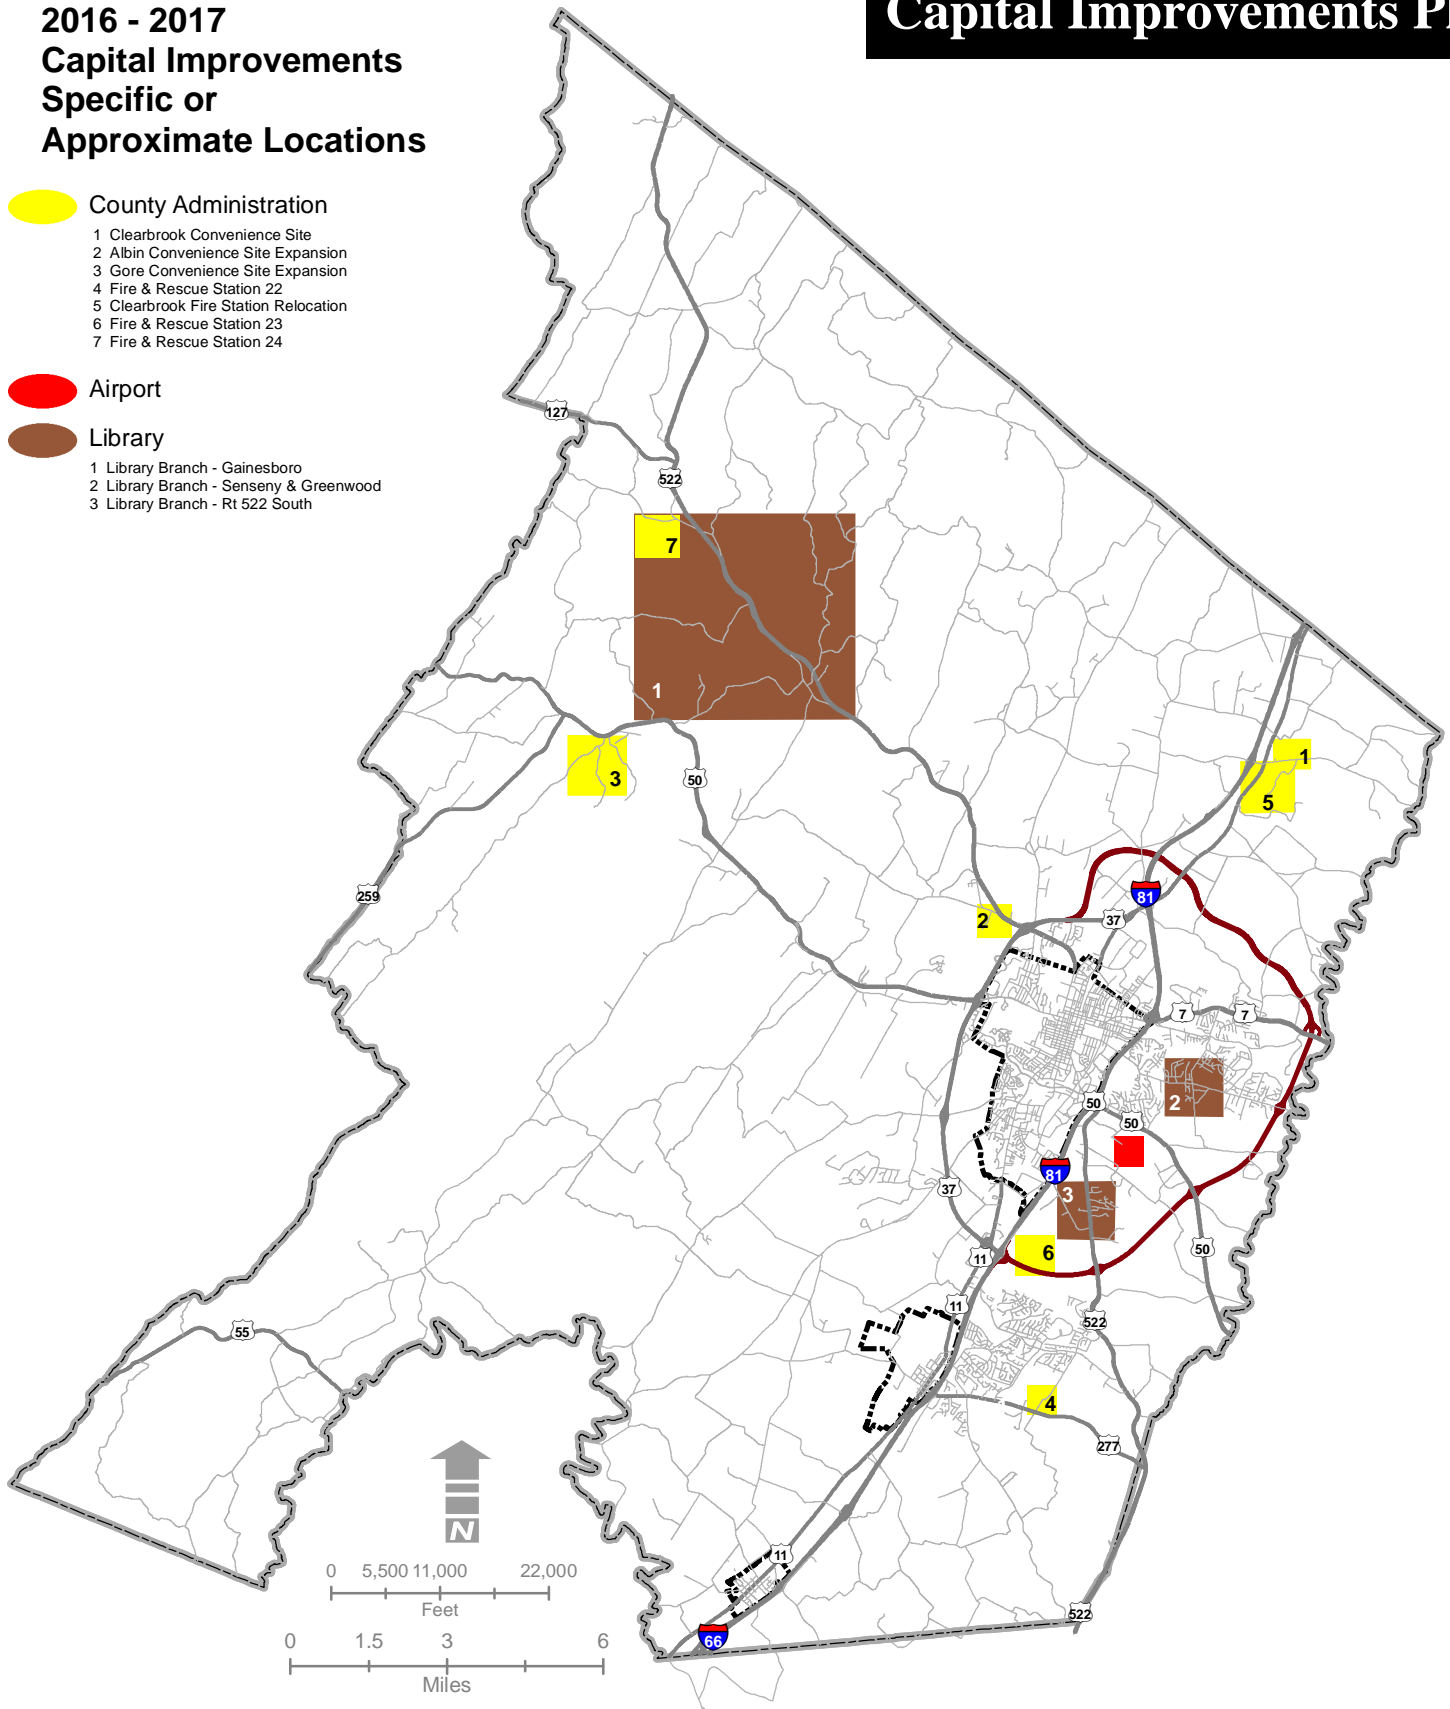 2016 - 2017
Capital Improvements
Specific or
Approximate Locations
Capital Improvements Pl
County Administration
1 Clearbrook Convenience Site
2 Albin Convenience Site Expansion
3 Gore Convenience Site Expansion
4 Fire & Rescue Station 22
5 Clearbrook Fire Station Relocation
6 Fire & Rescue Station 23
7 Fire & Rescue Station 24
Airport
Library
1 Library Branch - Gainesboro
2 Library Branch - Senseny & Greenwood
3 Library Branch - Rt 522 South
127
522
7
1
3
50
1
5
259
81
2
37
7
7
2
50
50
81
3
37
6
50
11
11
522
55
4
277
N
0 5,500 11,000 22,000
Feet
11
522
0 1.5 3 6
66
Miles